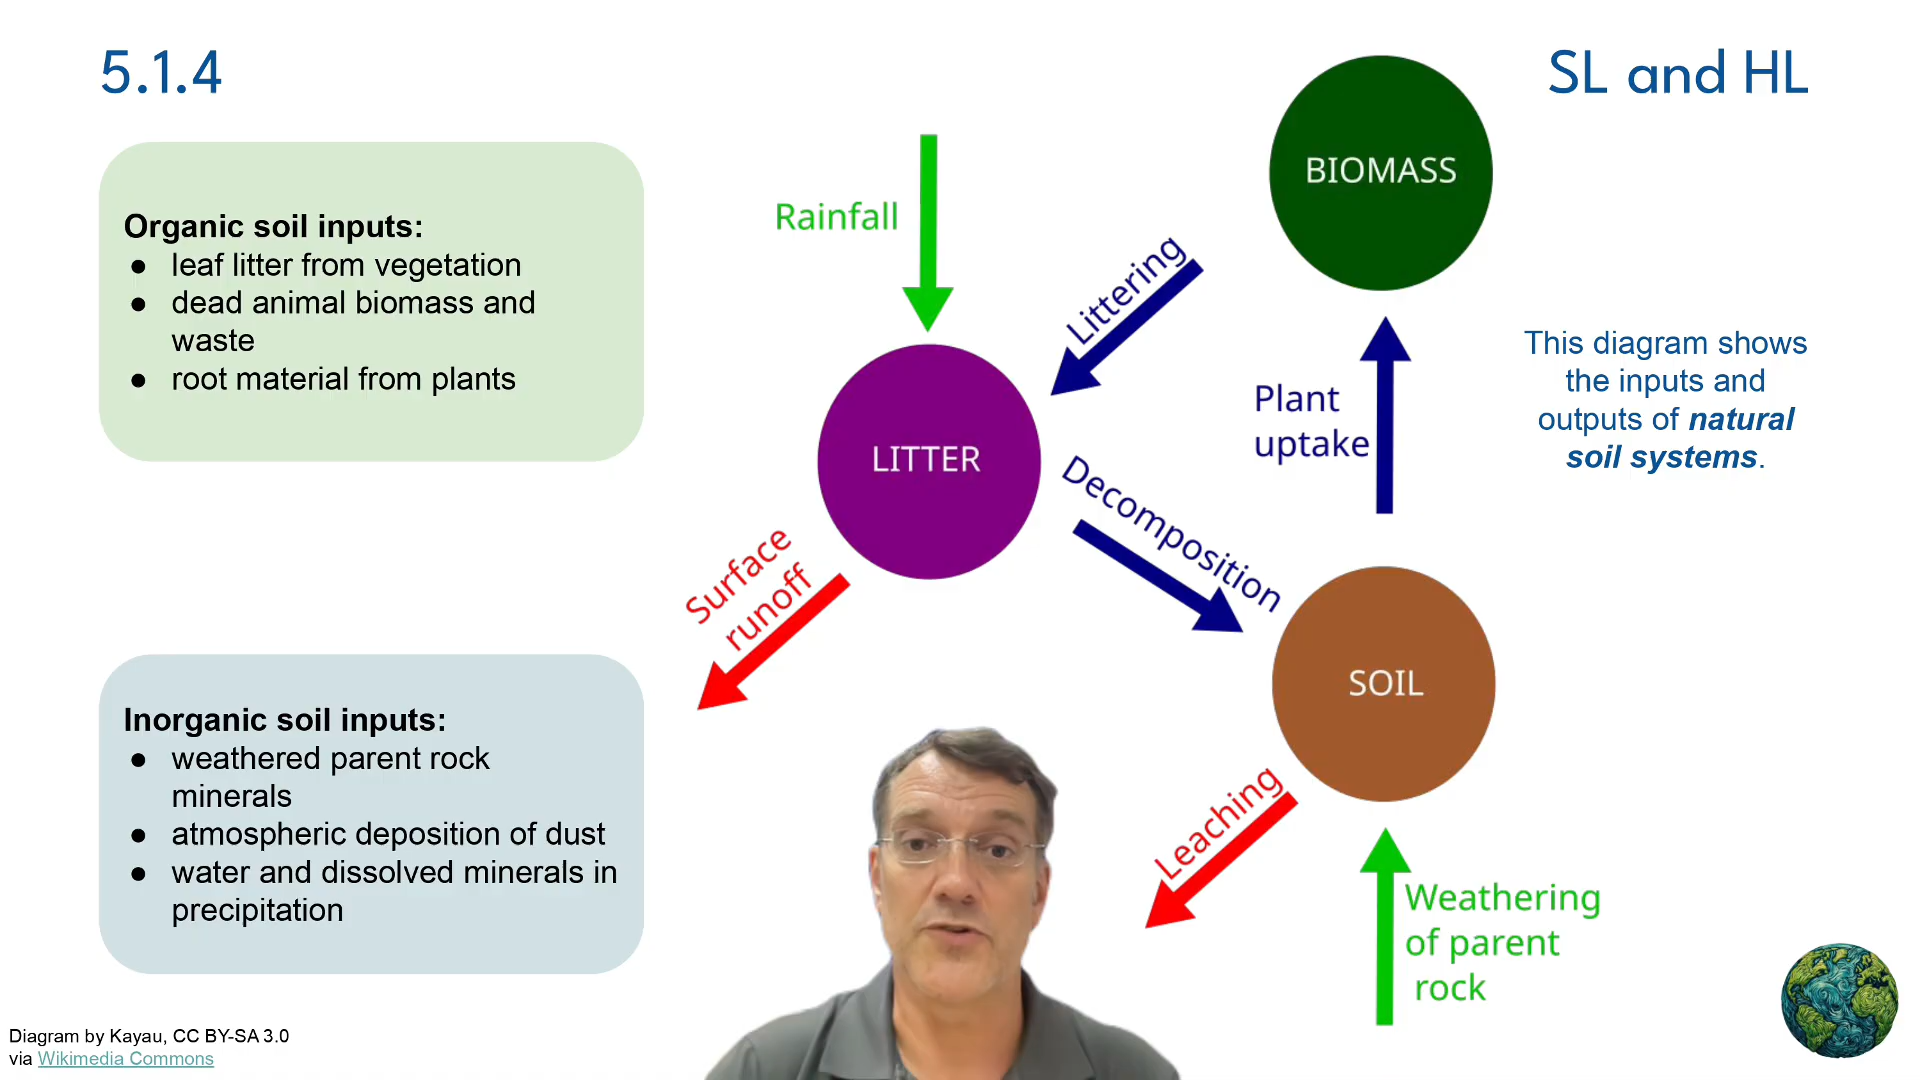 5.1.4
SL and HL
Organic soil inputs:
● leaf litter from vegetation
● dead animal biomass and
waste
● root material from plants
Inorganic soil inputs:
● weathered parent rock
minerals
● atmospheric deposition of dust
● water and dissolved minerals in
precipitation
Rainfall
BIOMASS
Littering
LITTER
Plant
uptake
Decomposition
Surface
runoff
SOIL
Leaching
Weathering
of parent
rock
This diagram shows
the inputs and
outputs of natural
soil systems.
Diagram by Kayau, CC BY-SA 3.0
via Wikimedia Commons